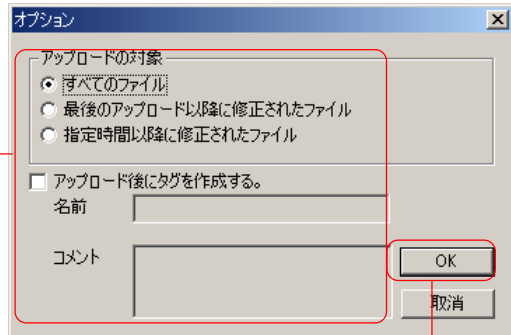 オプション
アップロードの対象
すべてのファイル
最後のアップロード以降に修正されたファイル
指定時間以降に修正されたファイル
アップロード後にタグを作成する。
名前
コメント
OK
取消